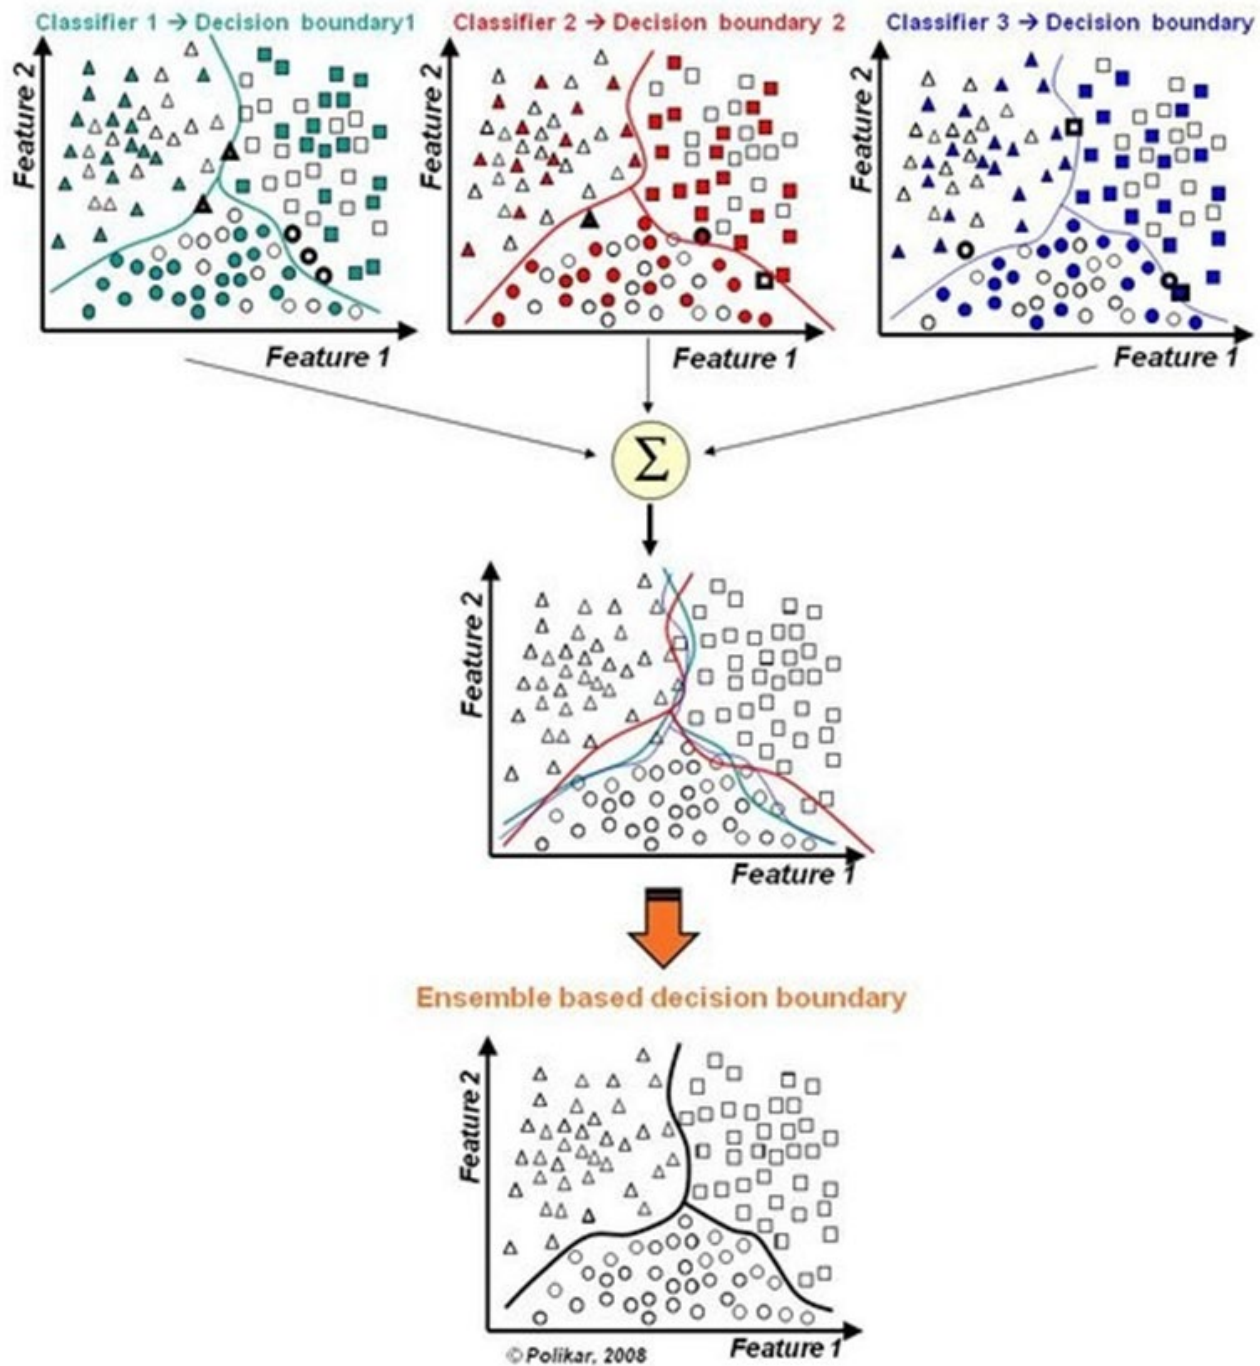 Classifier 1 → Decision boundary1
Classifier 2 → Decision boundary 2
Classifier 3 → Decision boundary
Feature 2
Feature 1
Feature 2
Feature 1
Feature 2
Feature 1
Σ
Feature 2
Feature 1
Ensemble based decision boundary
Feature 2
Feature 1
© Polikar, 2008